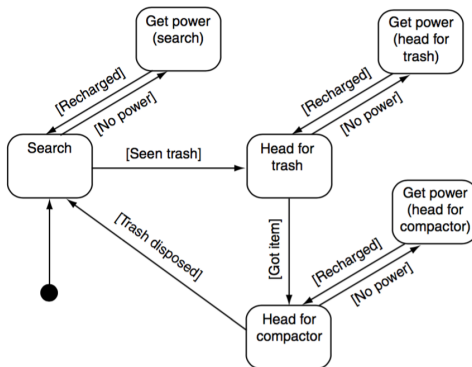 Get power
(search)
Get power
(head for
trash)
[Recharged]
[No power]
[Recharged]
[No power]
Search
[Seen trash]
Head for
trash
Get power
(head for
compactor)
[Trash disposed]
[Got item]
[Recharged]
[No power]
Head for
compactor